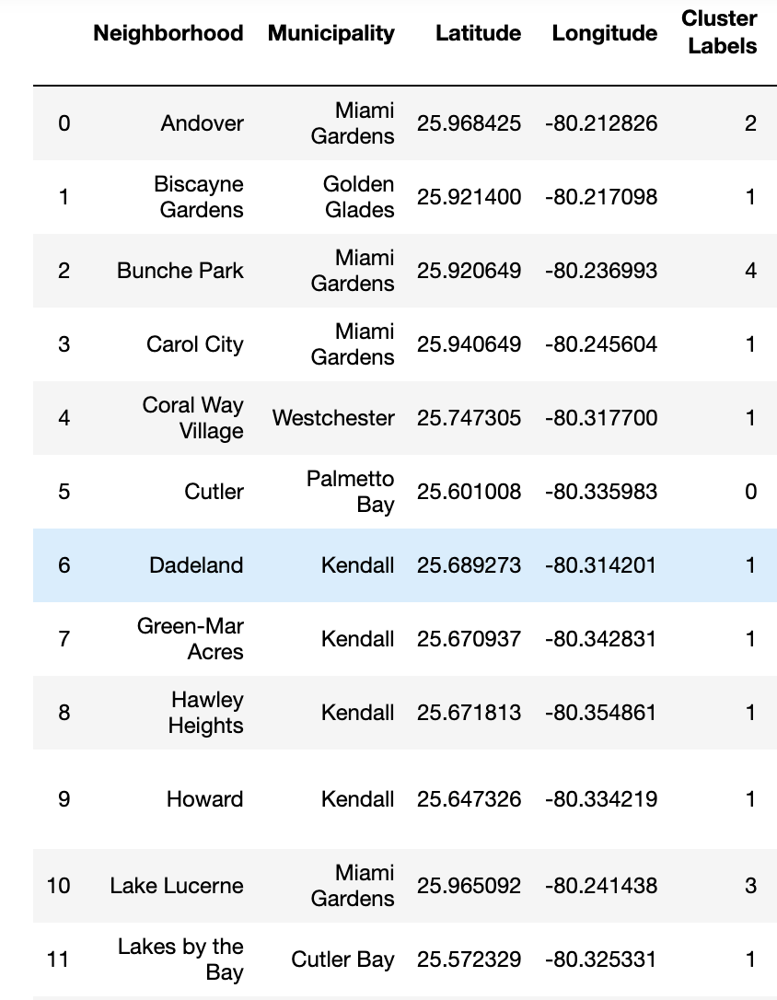 Neighborhood Municipality Latitude Longitude Cluster Labels
0 Andover Miami Gardens 25.968425 -80.212826 2
1 Biscayne Gardens Golden Glades 25.921400 -80.217098 1
2 Bunche Park Miami Gardens 25.920649 -80.236993 4
3 Carol City Miami Gardens 25.940649 -80.245604 1
4 Coral Way Village Westchester 25.747305 -80.317700 1
5 Cutler Palmetto Bay 25.601008 -80.335983 0
6 Dadeland Kendall 25.689273 -80.314201 1
7 Green-Mar Acres Kendall 25.670937 -80.342831 1
8 Hawley Heights Kendall 25.671813 -80.354861 1
9 Howard Kendall 25.647326 -80.334219 1
10 Lake Lucerne Miami Gardens 25.965092 -80.241438 3
11 Lakes by the Bay Cutler Bay 25.572329 -80.325331 1